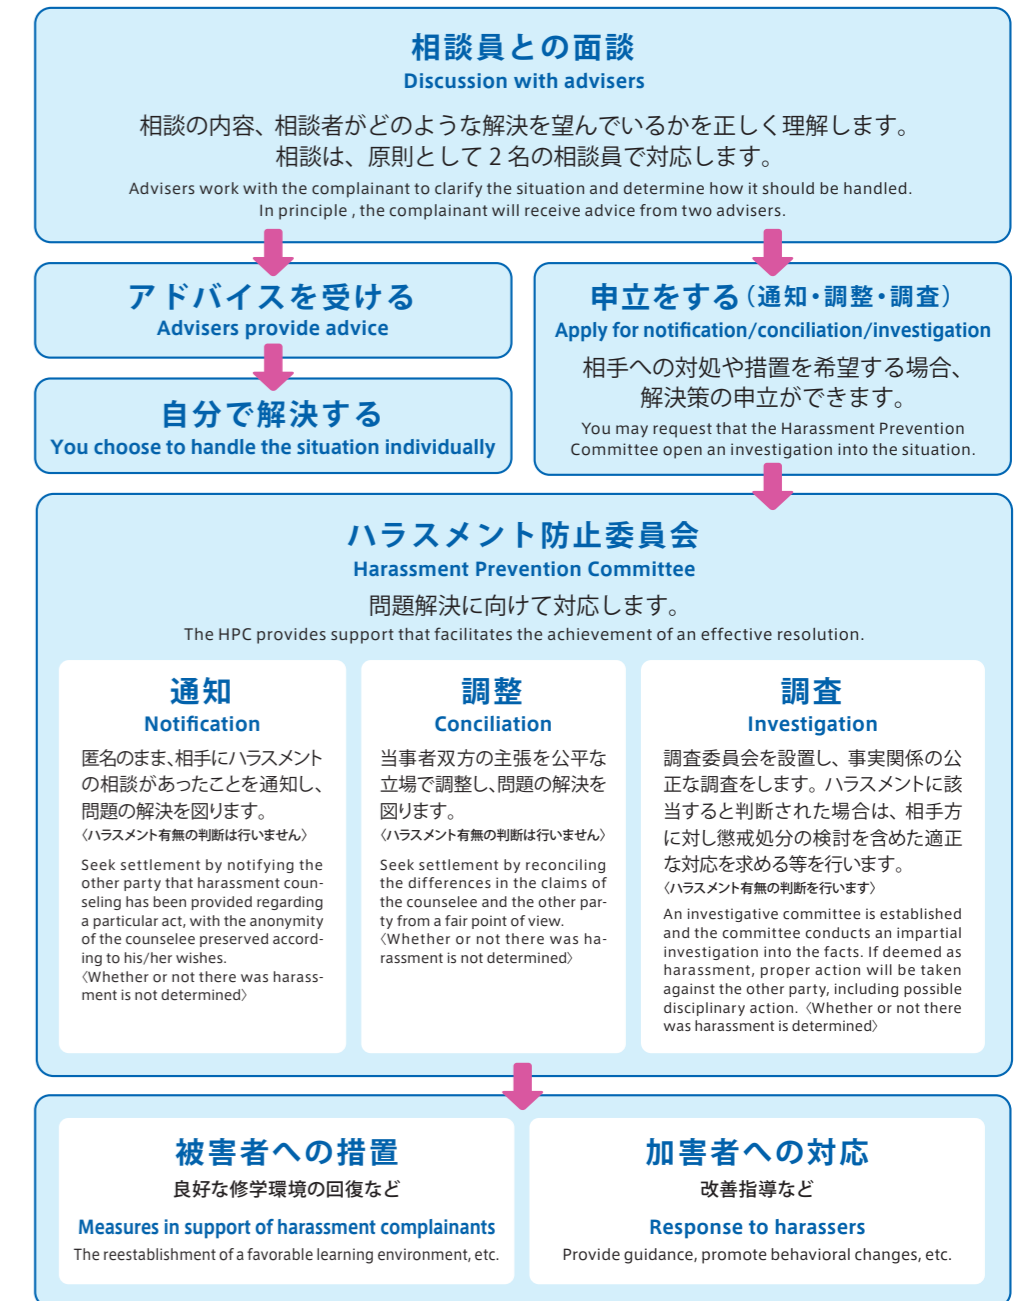 相談員との面談
Discussion with advisers
相談の内容、相談者がどのような解決を望んでいるかを正しく理解します。
相談は、原則として 2 名の相談員で対応します。
Advisers work with the complainant to clarify the situation and determine how it should be handled.
In principle , the complainant will receive advice from two advisers.
アドバイスを受ける
Advisers provide advice
自分で解決する
You choose to handle the situation individually
申立をする（通知・調整・調査）
Apply for notification/conciliation/investigation
相手への対処や措置を希望する場合、
解決策の申立ができます。
You may request that the Harassment Prevention
Committee open an investigation into the situation.
ハラスメント防止委員会
Harassment Prevention Committee
問題解決に向けて対応します。
The HPC provides support that facilitates the achievement of an effective resolution.
通知
Notification
匿名のまま、相手にハラスメント
の相談があったことを通知し、
問題の解決を図ります。
〈ハラスメント有無の判断は行いません〉
Seek settlement by notifying the
other party that harassment coun-
seling has been provided regarding
a particular act, with the anonymity
of the counselee preserved accord-
ing to his/her wishes.
〈Whether or not there was harass-
ment is not determined〉
調整
Conciliation
当事者双方の主張を公平な
立場で調整し、問題の解決を
図ります。
〈ハラスメント有無の判断は行いません〉
Seek settlement by reconciling
the differences in the claims of
the counselee and the other par-
ty from a fair point of view.
〈Whether or not there was ha-
rassment is not determined〉
調査
Investigation
調査委員会を設置し、事実関係の公
正な調査をします。ハラスメントに該
当すると判断された場合は、相手方
に対し懲戒処分の検討を含めた適正
な対応を求める等を行います。
〈ハラスメント有無の判断を行います〉
An investigative committee is established
and the committee conducts an impartial
investigation into the facts. If deemed as
harassment, proper action will be taken
against the other party, including possible
disciplinary action. 〈Whether or not there
was harassment is determined〉
被害者への措置
良好な修学環境の回復など
Measures in support of harassment complainants
The reestablishment of a favorable learning environment, etc.
加害者への対応
改善指導など
Response to harassers
Provide guidance, promote behavioral changes, etc.